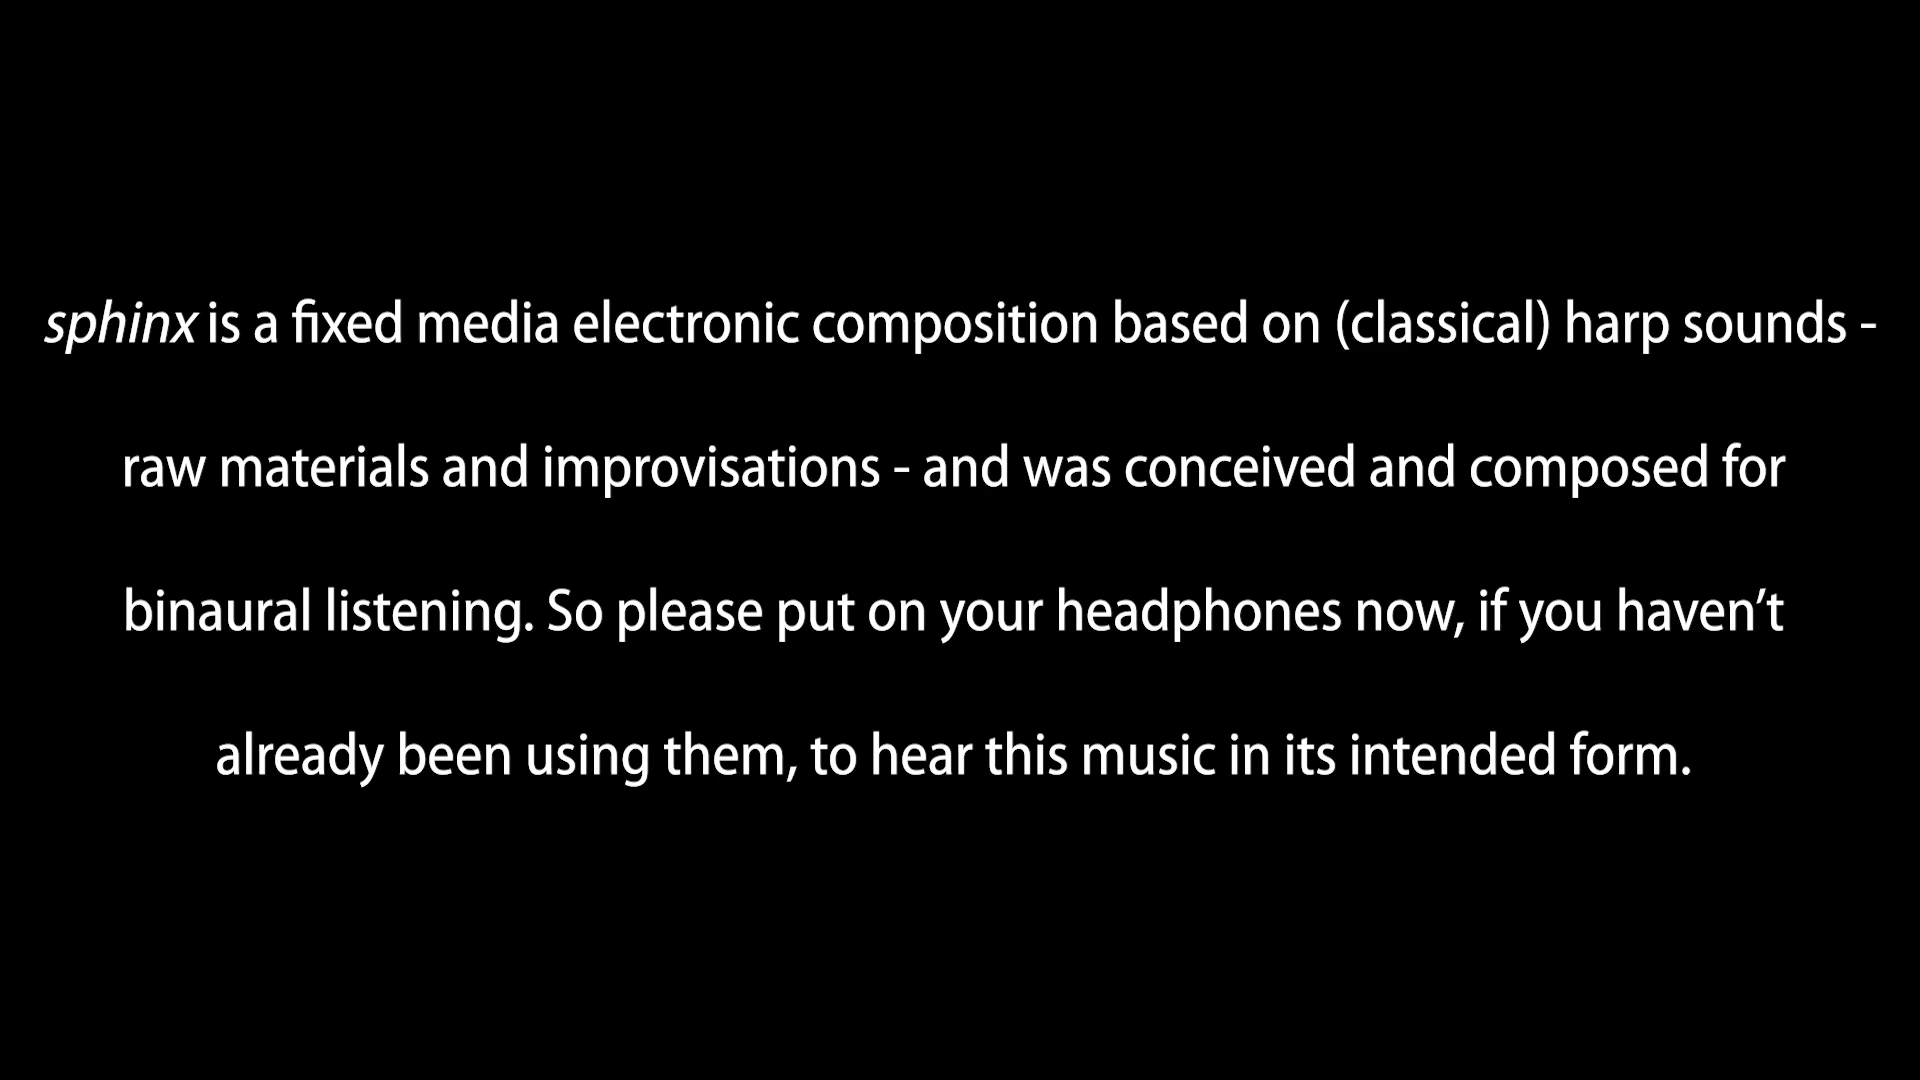 sphinx is a fixed media electronic composition based on (classical) harp sounds -
raw materials and improvisations - and was conceived and composed for
binaural listening. So please put on your headphones now, if you haven’t
already been using them, to hear this music in its intended form.